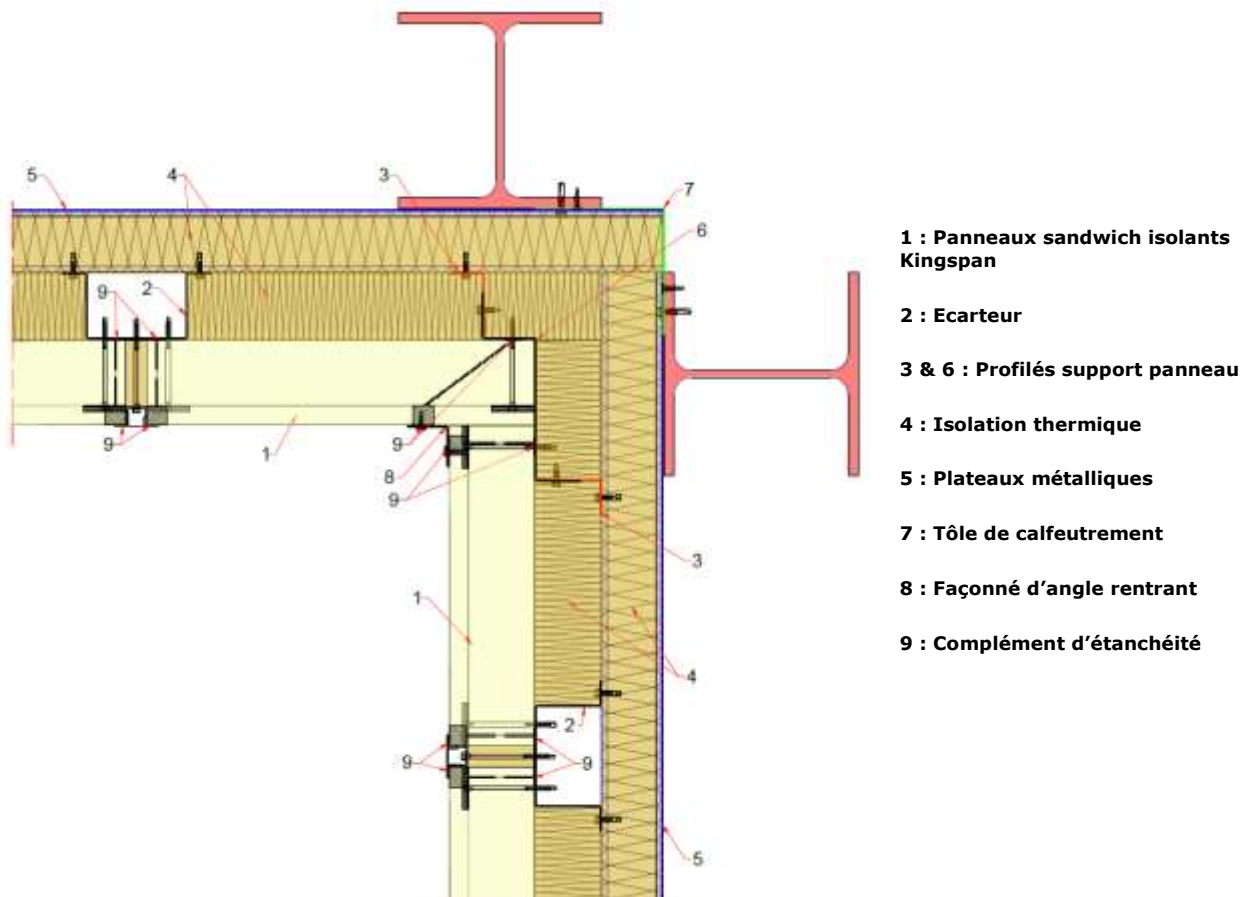 5
4
3
7
6
9
2
9
1
9
8
9
3
1
4
2
9
9
5
1 : Panneaux sandwich isolants
Kingspan
2 : Ecarteur
3 & 6 : Profilés support panneau
4 : Isolation thermique
5 : Plateaux métalliques
7 : Tôle de calfeutrement
8 : Façonné d’angle rentrant
9 : Complément d’étanchéité